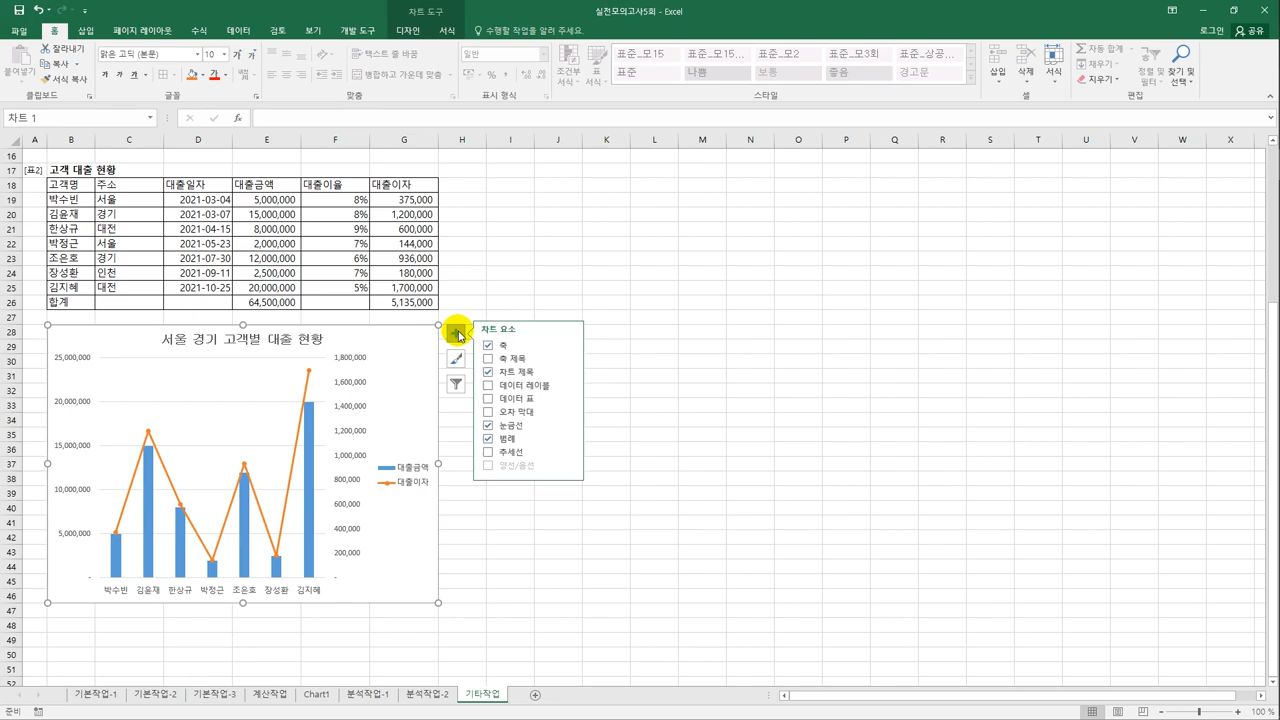 실전모의고사5회 - Excel
차트 도구
파일 홈 삽입 페이지 레이아웃 수식 데이터 검토 보기 개발 도구 디자인 서식 수행할 작업을 알려 주세요. 로그인 공유
붙여넣기 잘라내기 복사 서식 복사 클립보드
맑은 고딕 (본문) 10 가 가 가 가 가 가 글꼴
텍스트 줄 바꿈 병합하고 가운데 맞춤 맞춤
일반 % 표시 형식
조건부 서식 표 서식 표준_모15 표준_모15... 표준_모2 표준_모3회 표준_상공...
표준 나쁨 보통 좋음 경고문 스타일
삽입 삭제 서식 셀
자동 합계 채우기 지우기 정렬 및 필터 찾기 및 선택 편집
차트 1 fx
A B C D E F G H I J K L M N O P Q R S T U V W X
16
17 [표2] 고객 대출 현황
18 고객명 주소 대출일자 대출금액 대출이율 대출이자
19 박수빈 서울 2021-03-04 5,000,000 8% 375,000
20 김윤재 경기 2021-03-07 15,000,000 8% 1,200,000
21 한상규 대전 2021-04-15 8,000,000 9% 600,000
22 박정근 서울 2021-05-23 2,000,000 7% 144,000
23 조은호 경기 2021-07-30 12,000,000 6% 936,000
24 장성환 인천 2021-09-11 2,500,000 7% 180,000
25 김지혜 대전 2021-10-25 20,000,000 5% 1,700,000
26 합계 64,500,000 5,135,000
27
28
29
30
31
32
33
34
35
36
37
38
39
40
41
42
43
44
45
46
47
48
49
50
51
52
서울 경기 고객별 대출 현황
25,000,000
20,000,000
15,000,000
10,000,000
5,000,000
-
1,800,000
1,600,000
1,400,000
1,200,000
1,000,000
800,000
600,000
400,000
200,000
-
대출금액
대출이자
박수빈 김윤재 한상규 박정근 조은호 장성환 김지혜
차트 요소
축
축 제목
차트 제목
데이터 레이블
데이터 표
오차 막대
눈금선
범례
추세선
양선/음선
기본작업-1 기본작업-2 기본작업-3 계산작업 Chart1 분석작업-1 분석작업-2 기타작업
준비 100 %